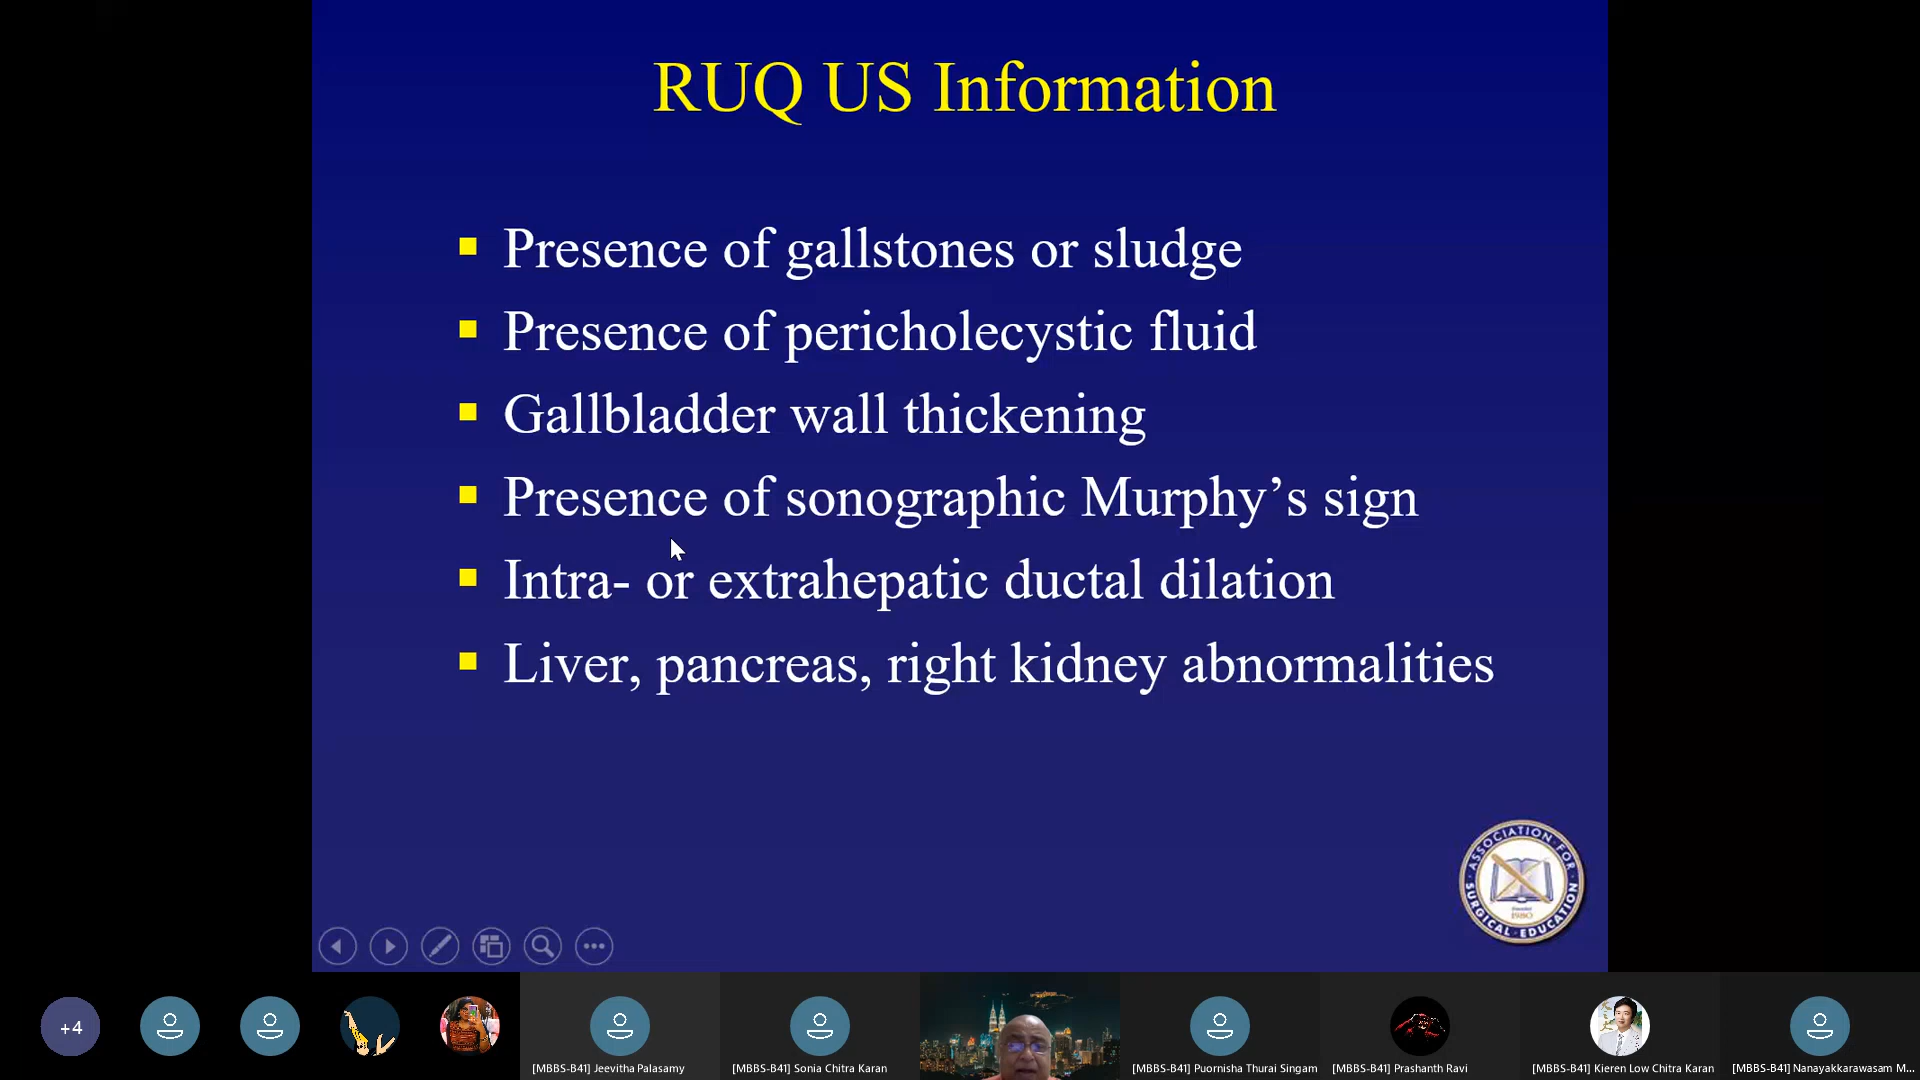 RUQ US Information
Presence of gallstones or sludge
Presence of pericholecystic fluid
Gallbladder wall thickening
Presence of sonographic Murphy’s sign
Intra- or extrahepatic ductal dilation
Liver, pancreas, right kidney abnormalities
ASSOCIATION FOR
SURGICAL EDUCATION
1980
+4
[MBBS-B41] Jeevitha Palasamy
[MBBS-B41] Sonia Chitra Karan
[MBBS-B41] Puornisha Thurai Singam
[MBBS-B41] Prashanth Ravi
[MBBS-B41] Kieren Low Chitra Karan
[MBBS-B41] Nanayakkarawasam M...